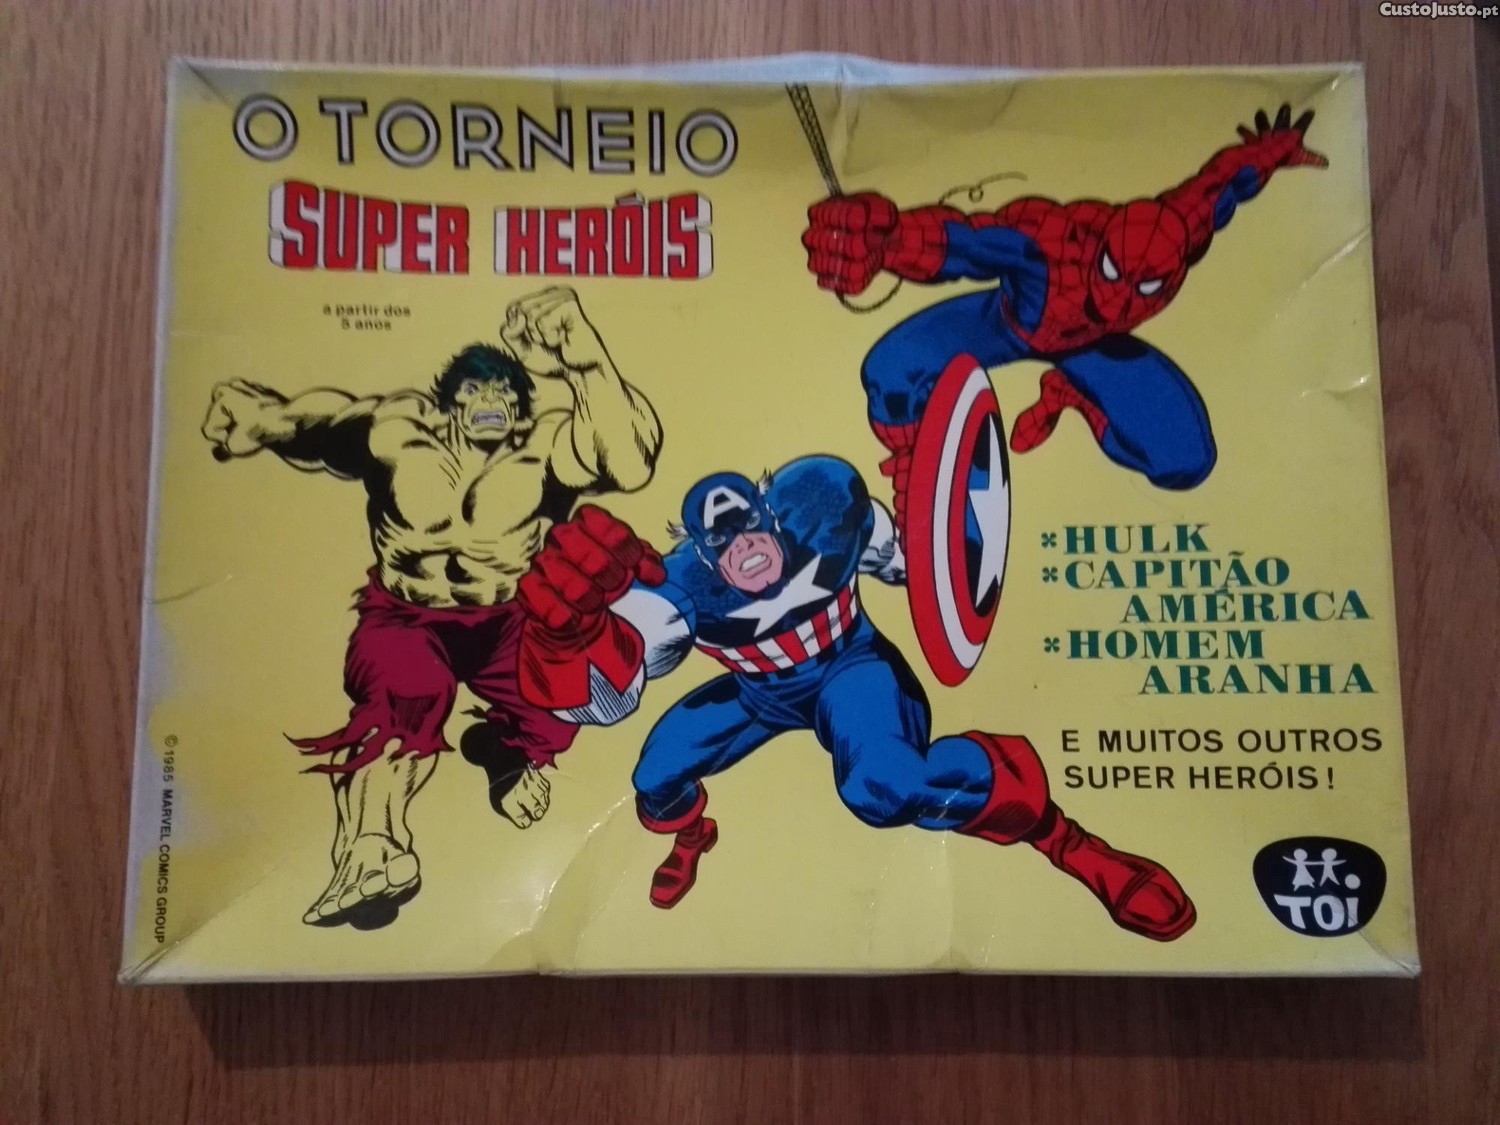 CustoJusto.pt
O TORNEIO
SUPER HERÓIS
a partir dos
5 anos
A
HULK
CAPITÃO
AMÉRICA
HOMEM
ARANHA
E MUITOS OUTROS
SUPER HERÓIS!
© 1985 MARVEL COMICS GROUP
TOi